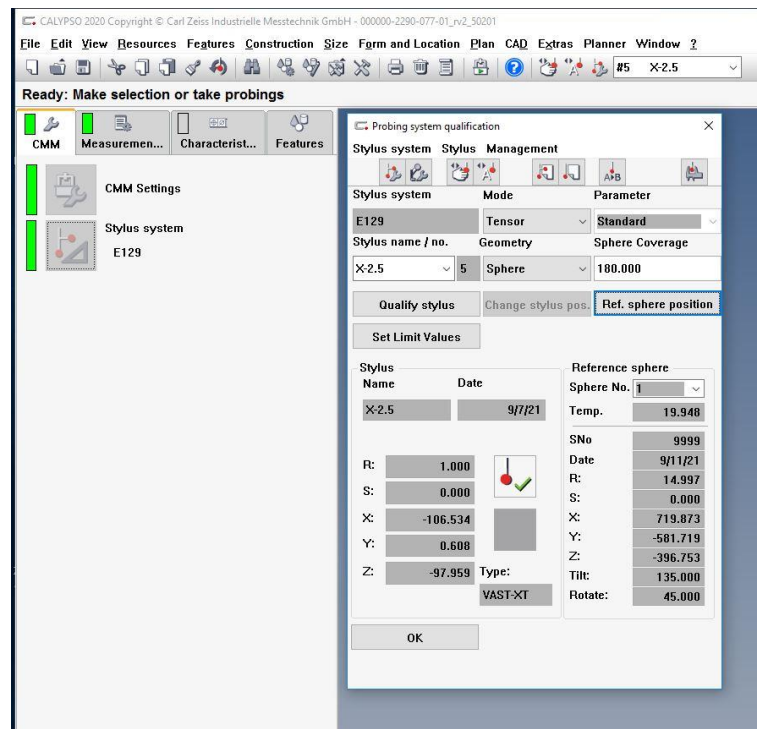 CALYPSO 2020 Copyright © Carl Zeiss Industrielle Messtechnik GmbH - 000000-2290-077-01_rv2_50201
File Edit View Resources Features Construction Size Form and Location Plan CAD Extras Planner Window ?
#5 X-2.5
Ready: Make selection or take probings
CMM Measuremen... Characterist... Features
CMM Settings
Stylus system
E129
Probing system qualification
Stylus system Stylus Management
A▶B
Stylus system Mode Parameter
E129 Tensor Standard
Stylus name / no. Geometry Sphere Coverage
X-2.5 5 Sphere 180.000
Qualify stylus Change stylus pos. Ref. sphere position
Set Limit Values
Stylus
Name Date
X-2.5 9/7/21
R: 1.000
S: 0.000
X: -106.534
Y: 0.608
Z: -97.959 Type:
VAST-XT
Reference sphere
Sphere No. 1
Temp. 19.948
SNo 9999
Date 9/11/21
R: 14.997
S: 0.000
X: 719.873
Y: -581.719
Z: -396.753
Tilt: 135.000
Rotate: 45.000
OK